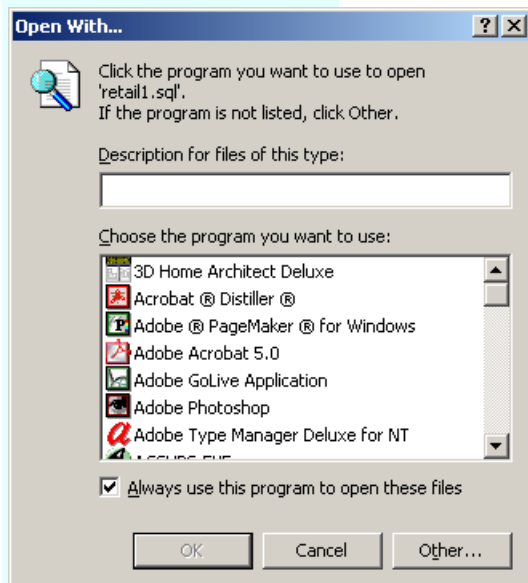 Open With...
Click the program you want to use to open
'retail1.sql'.
If the program is not listed, click Other.
Description for files of this type:
Choose the program you want to use:
3D Home Architect Deluxe
Acrobat ® Distiller ®
Adobe ® PageMaker ® for Windows
Adobe Acrobat 5.0
Adobe GoLive Application
Adobe Photoshop
Adobe Type Manager Deluxe for NT
Always use this program to open these files
OK Cancel Other...